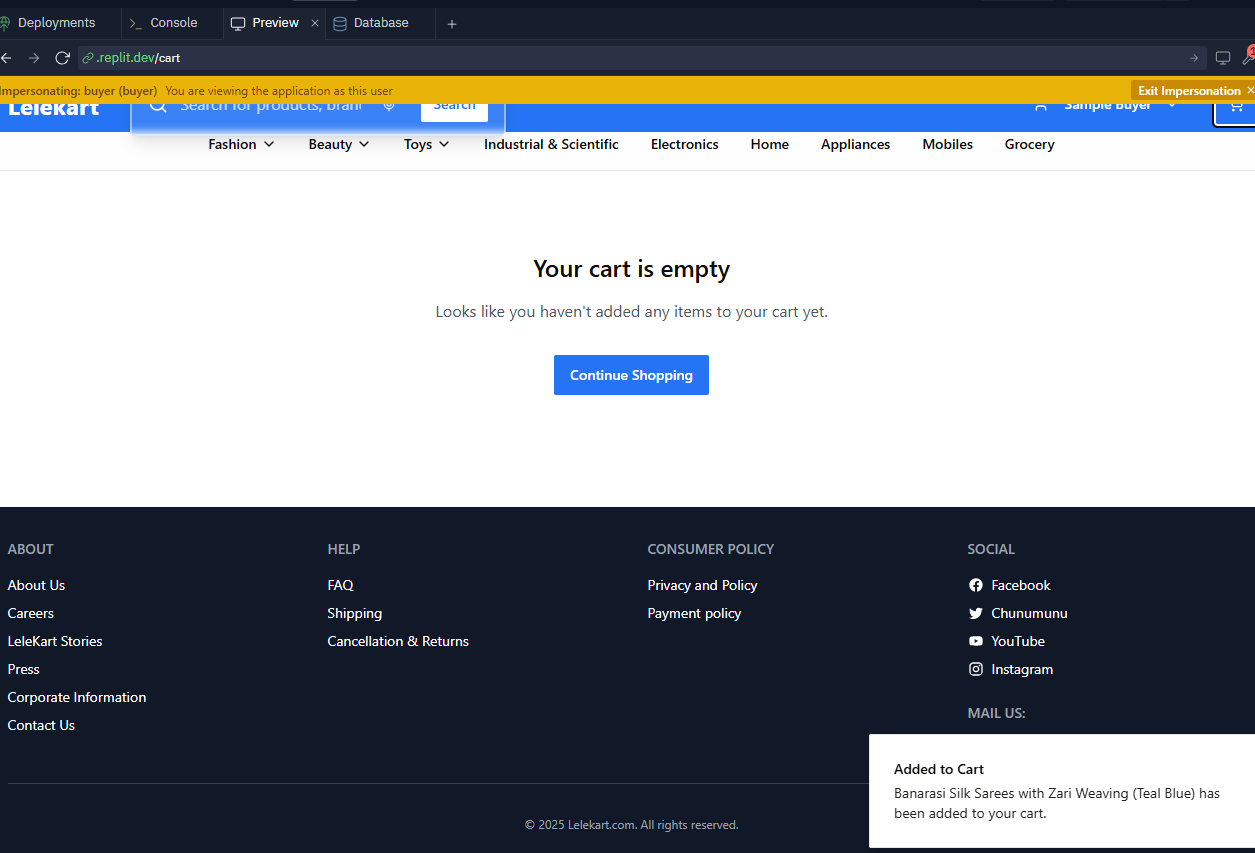 Deployments
Console
Preview
Database
.replit.dev/cart
Impersonating: buyer (buyer) You are viewing the application as this user
Exit Impersonation
Lelekart
Search for products, bran
Search
Sample Buyer
Fashion
Beauty
Toys
Industrial & Scientific
Electronics
Home
Appliances
Mobiles
Grocery
Your cart is empty
Looks like you haven't added any items to your cart yet.
Continue Shopping
ABOUT
About Us
Careers
LeleKart Stories
Press
Corporate Information
Contact Us
HELP
FAQ
Shipping
Cancellation & Returns
CONSUMER POLICY
Privacy and Policy
Payment policy
SOCIAL
Facebook
Chunumunu
YouTube
Instagram
MAIL US:
Added to Cart
Banarasi Silk Sarees with Zari Weaving (Teal Blue) has
been added to your cart.
© 2025 Lelekart.com. All rights reserved.